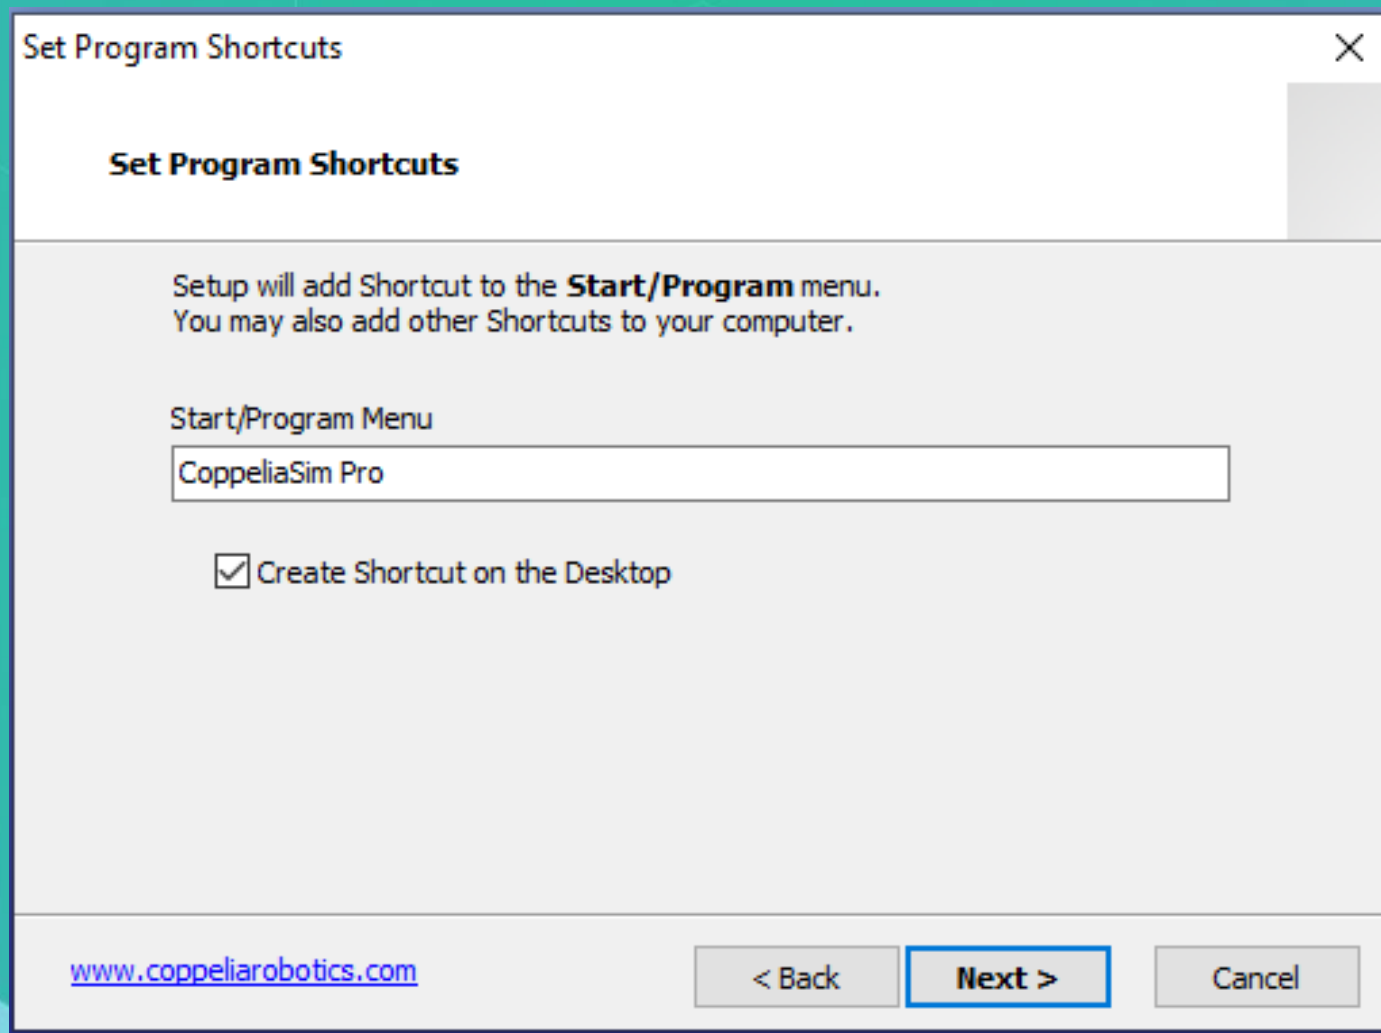 Set Program Shortcuts
Set Program Shortcuts
Setup will add Shortcut to the Start/Program menu.
You may also add other Shortcuts to your computer.
Start/Program Menu
CoppeliaSim Pro
Create Shortcut on the Desktop
www.coppeliarobotics.com
< Back
Next >
Cancel